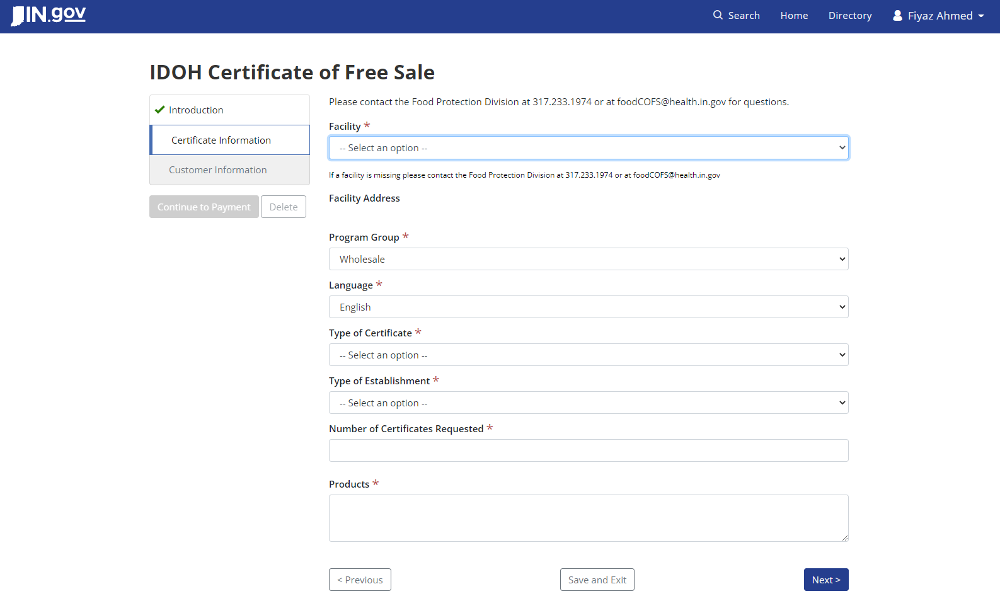 IN.gov
Search
Home
Directory
Fiyaz Ahmed
IDOH Certificate of Free Sale
Introduction
Certificate Information
Customer Information
Continue to Payment
Delete
Please contact the Food Protection Division at 317.233.1974 or at foodCOFS@health.in.gov for questions.
Facility *
-- Select an option --
If a facility is missing please contact the Food Protection Division at 317.233.1974 or at foodCOFS@health.in.gov
Facility Address
Program Group *
Wholesale
Language *
English
Type of Certificate *
-- Select an option --
Type of Establishment *
-- Select an option --
Number of Certificates Requested *
Products *
< Previous
Save and Exit
Next >